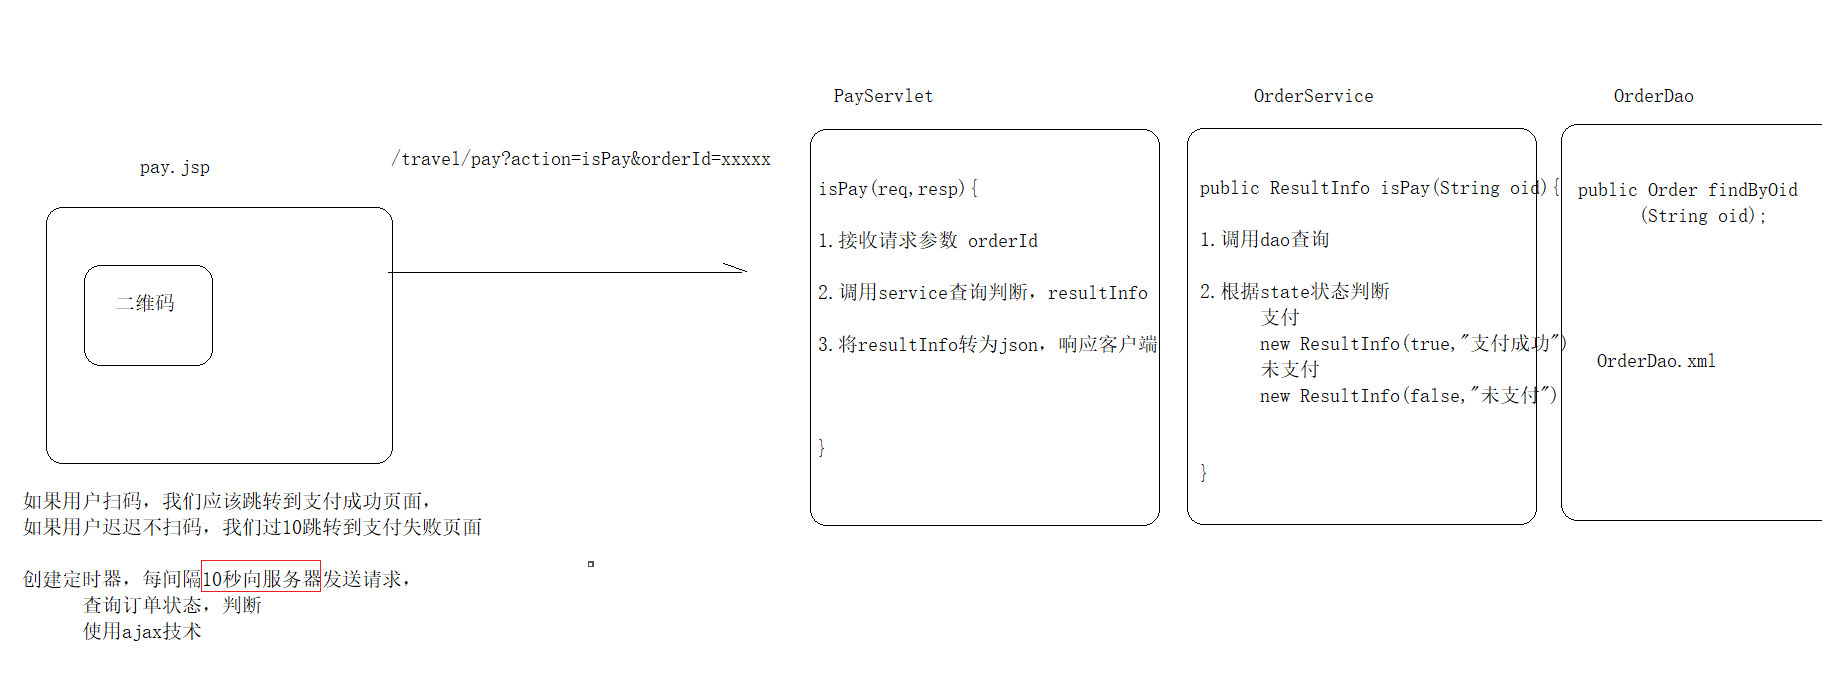 pay.jsp
/travel/pay?action=isPay&orderId=xxxxx
二维码
如果用户扫码，我们应该跳转到支付成功页面，
如果用户迟迟不扫码，我们过10跳转到支付失败页面
创建定时器，每间隔10秒向服务器发送请求，
查询订单状态，判断
使用ajax技术
PayServlet
isPay(req,resp){
1.接收请求参数 orderId
2.调用service查询判断，resultInfo
3.将resultInfo转为json，响应客户端
}
OrderService
public ResultInfo isPay(String oid){
1.调用dao查询
2.根据state状态判断
支付
new ResultInfo(true,"支付成功")
未支付
new ResultInfo(false,"未支付")
}
OrderDao
public Order findByOid
(String oid);
OrderDao.xml